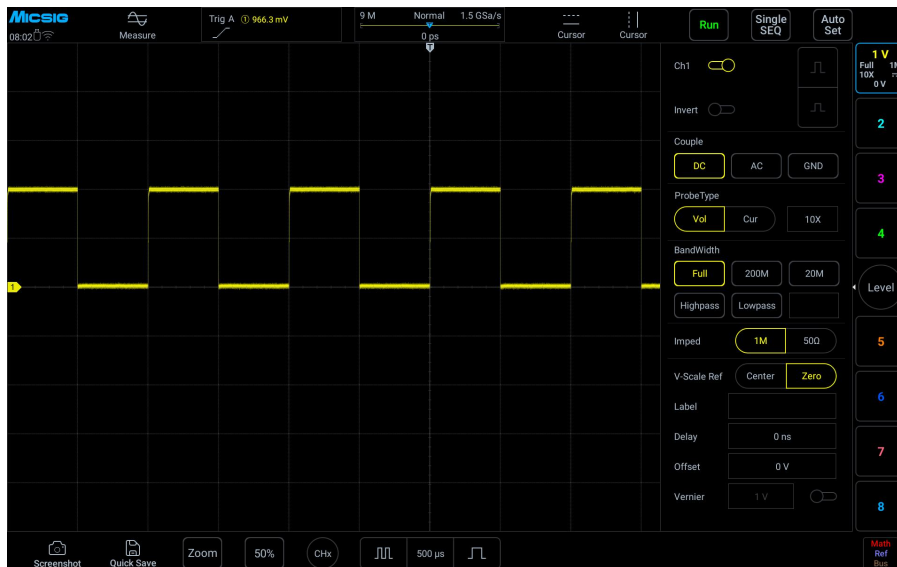 Micsig
08:02
Measure
Trig A ① 966.3 mV
9 M Normal 1.5 GSa/s
0 ps
Cursor
Cursor
Run
Single
SEQ
Auto
Set
T
Ch1
Invert
Couple
DC AC GND
ProbeType
Vol Cur 10X
BandWidth
Full 200M 20M
Highpass Lowpass
Imped 1M 50Ω
V-Scale Ref Center Zero
Label
Delay 0 ns
Offset 0 V
Vernier 1 V
1 V
Full 1M
10X
0 V
2
3
4
Level
5
6
7
8
1
Screenshot
Quick Save
Zoom
50%
CHx
500 µs
Math
Ref
Bus